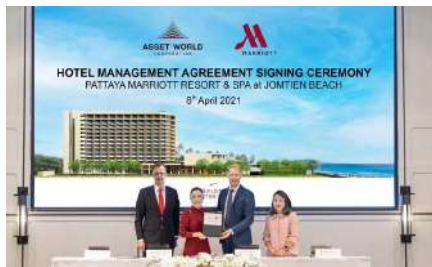 ASSET WORLD
CORPORATION
MARRIOTT
HOTEL MANAGEMENT AGREEMENT SIGNING CEREMONY
PATTAYA MARRIOTT RESORT & SPA at JOMTIEN BEACH
8th April 2021